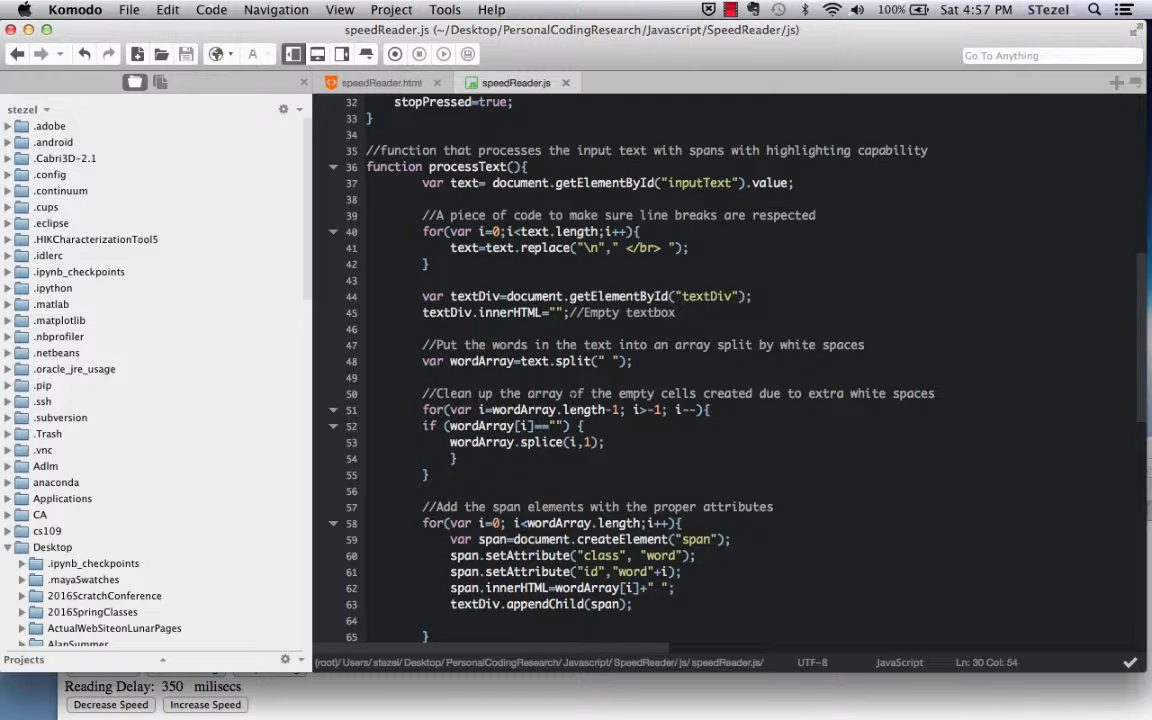 Komodo File Edit Code Navigation View Project Tools Help 100% Sat 4:57 PM STezel
speedReader.js (~/Desktop/PersonalCodingResearch/Javascript/SpeedReader/js)
Go To Anything
speedReader.html speedReader.js
stezel
.adobe
.android
.Cabri3D-2.1
.config
.continuum
.cups
.eclipse
.HIKCharacterizationTool5
.idlerc
.ipynb_checkpoints
.ipython
.matlab
.matplotlib
.nbprofiler
.netbeans
.oracle_jre_usage
.pip
.ssh
.subversion
.Trash
.vnc
Adlm
anaconda
Applications
CA
cs109
Desktop
.ipynb_checkpoints
.mayaSwatches
2016ScratchConference
2016SpringClasses
ActualWebSiteonLunarPages
AlanSummer
Projects
32 stopPressed=true;
33 }
34
35 //function that processes the input text with spans with highlighting capability
36 function processText(){
37 var text= document.getElementById("inputText").value;
38
39 //A piece of code to make sure line breaks are respected
40 for(var i=0;i<text.length;i++){
41 text=text.replace("\n"," </br> ");
42 }
43
44 var textDiv=document.getElementById("textDiv");
45 textDiv.innerHTML="";//Empty textbox
46
47 //Put the words in the text into an array split by white spaces
48 var wordArray=text.split(" ");
49
50 //Clean up the array of the empty cells created due to extra white spaces
51 for(var i=wordArray.length-1; i>-1; i--){
52 if (wordArray[i]=="") {
53 wordArray.splice(i,1);
54 }
55 }
56
57 //Add the span elements with the proper attributes
58 for(var i=0; i<wordArray.length;i++){
59 var span=document.createElement("span");
60 span.setAttribute("class", "word");
61 span.setAttribute("id","word"+i);
62 span.innerHTML=wordArray[i]+" ";
63 textDiv.appendChild(span);
64
65 }
(root)/Users/stezel/Desktop/PersonalCodingResearch/Javascript/SpeedReader/js/speedReader.js/ UTF-8 JavaScript Ln: 30 Col: 54
Reading Delay: 350 milisecs
Decrease Speed Increase Speed